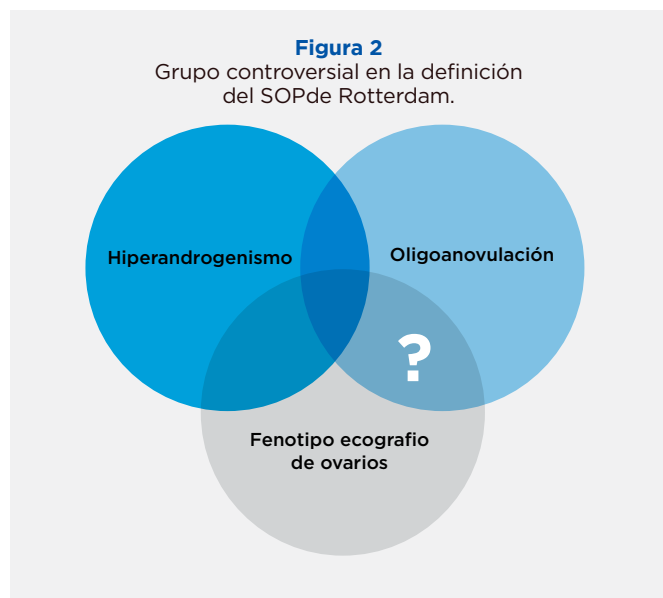 Figura 2
Grupo controversial en la definición
del SOPde Rotterdam.
Hiperandrogenismo
Oligoanovulación
?
Fenotipo ecografio
de ovarios